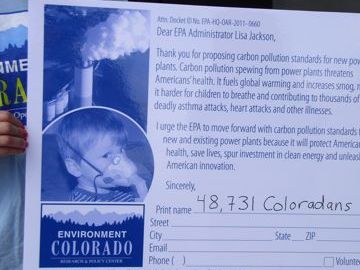 Attn. Docket ID No. EPA-HQ-OAR-2011-0660
Dear EPA Administrator Lisa Jackson,
Thank you for proposing carbon pollution standards for new pow
plants. Carbon pollution spewing from power plants threatens
Americans' health. It fuels global warming and increases smog, m
it harder for children to breathe and contributing to thousands of
deadly asthma attacks, heart attacks and other illnesses.
I urge the EPA to move forward with carbon pollution standards
new and existing power plants because it will protect American
health, save lives, spur investment in clean energy and unleas
American innovation.
Sincerely,
Print name 48,731 Coloradans
Street
City State ZIP
Email
Phone ( ) Volunte
ENVIRONMENT
COLORADO
RESEARCH & POLICY CENTER
NMENT
RA